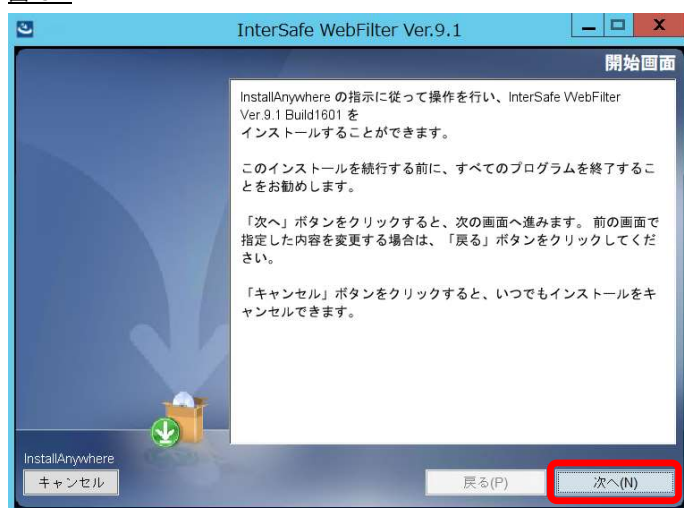 InterSafe WebFilter Ver.9.1
開始画面
InstallAnywhere の指示に従って操作を行い、InterSafe WebFilter
Ver.9.1 Build1601 を
インストールすることができます。
このインストールを続行する前に、すべてのプログラムを終了するこ
とをお勧めします。
「次へ」ボタンをクリックすると、次の画面へ進みます。 前の画面で
指定した内容を変更する場合は、「戻る」ボタンをクリックしてくだ
さい。
「キャンセル」ボタンをクリックすると、いつでもインストールをキ
ャンセルできます。
InstallAnywhere
キャンセル
戻る(P)
次へ(N)